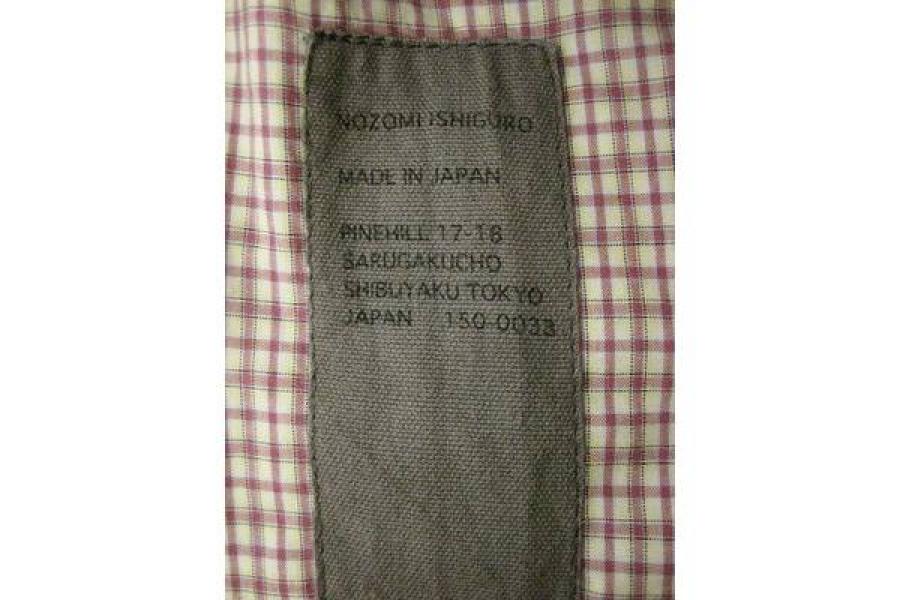 NOZOMI ISHIGURO
MADE IN JAPAN
PINEHILL 17-16
SARUGAKUCHO
SHIBUYAKU TOKYO
JAPAN 150-0033